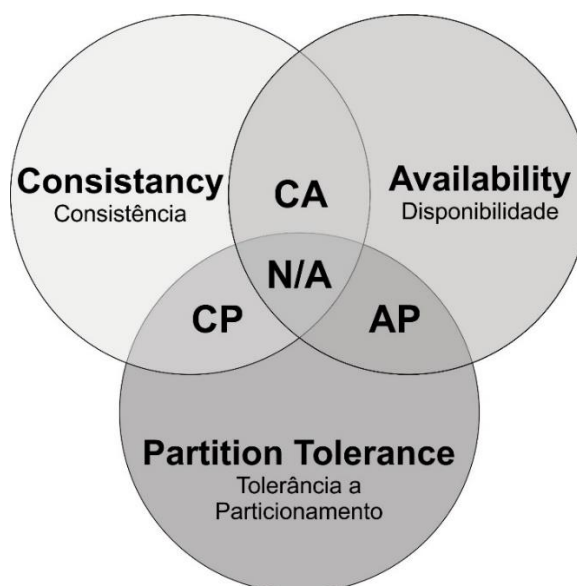 Consistancy
Consistência
CA
Availability
Disponibilidade
N/A
CP
AP
Partition Tolerance
Tolerância a
Particionamento